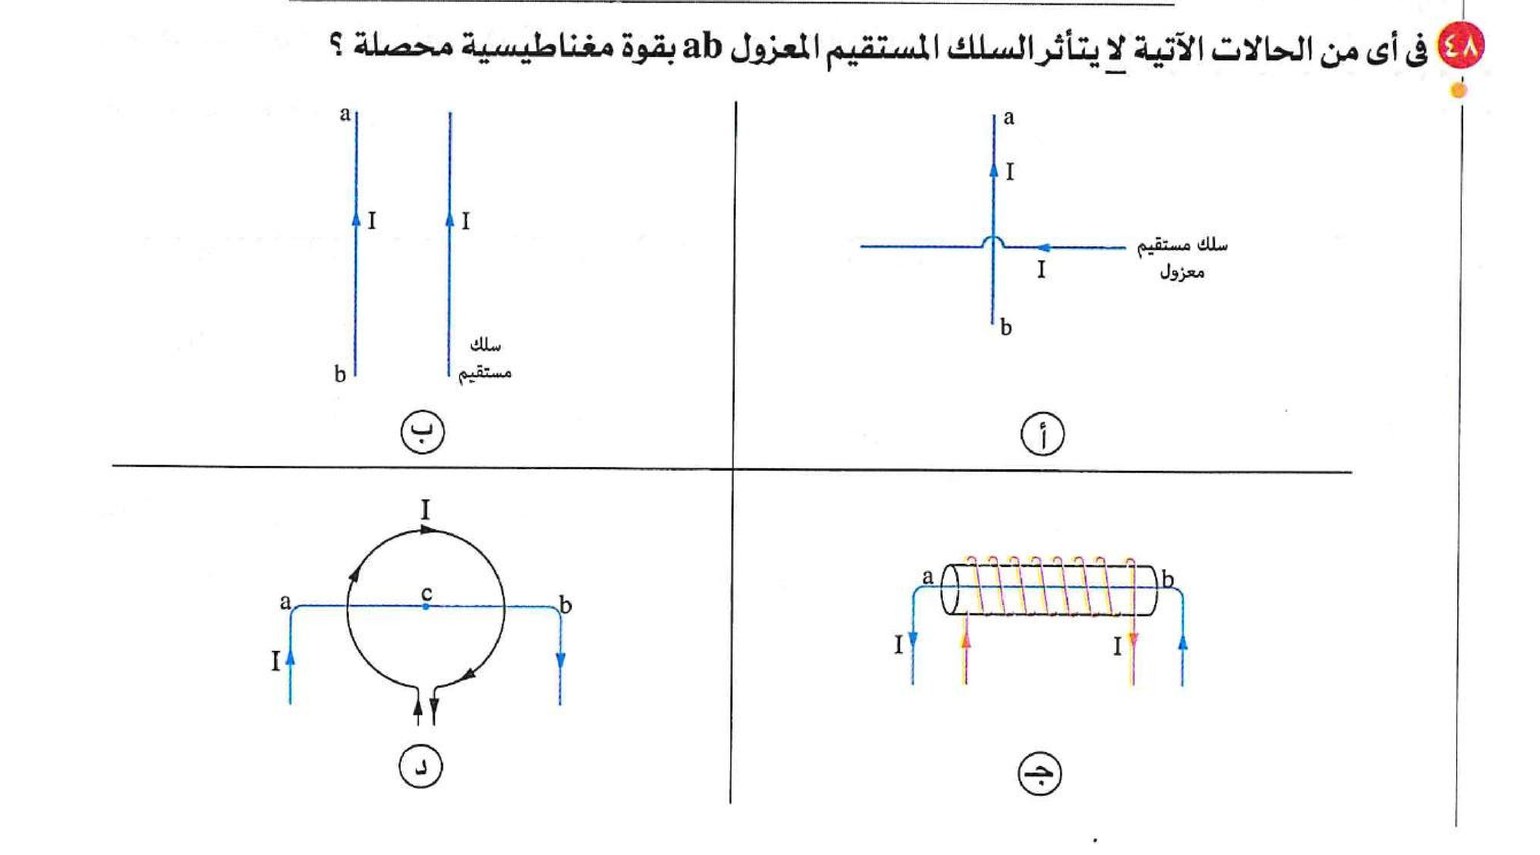 ٤٨ فى أى من الحالات الآتية لا يتأثر السلك المستقيم المعزول ab بقوة مغناطيسية محصلة ؟
a
I
سلك مستقيم
معزول
I
b
أ
a
I
I
b
سلك
مستقيم
ب
a
b
I
I
جـ
I
a
c
b
I
د